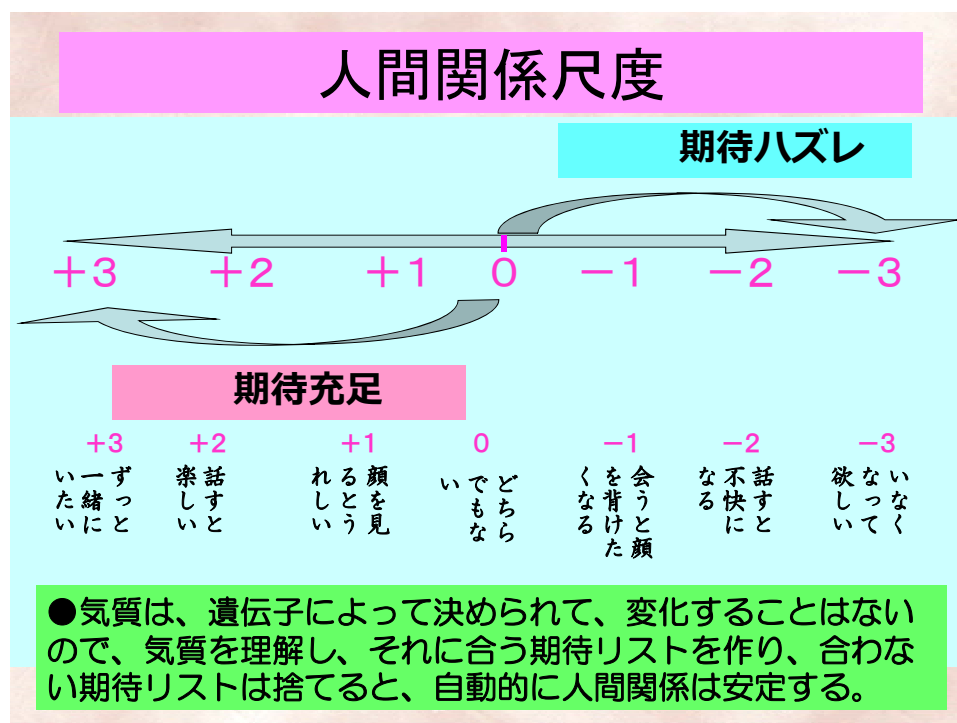 人間関係尺度
期待ハズレ
＋3 ＋2 ＋1 0 －1 －2 －3
期待充足
＋3 ＋2 ＋1 0 －1 －2 －3
ずっと
一緒に
いたい
話すと
楽しい
顔を見
るとう
れしい
どちら
でもな
い
会うと顔
を背けた
くなる
話すと
不快に
なる
いなく
なって
欲しい
●気質は、遺伝子によって決められて、変化することはない
ので、気質を理解し、それに合う期待リストを作り、合わな
い期待リストは捨てると、自動的に人間関係は安定する。